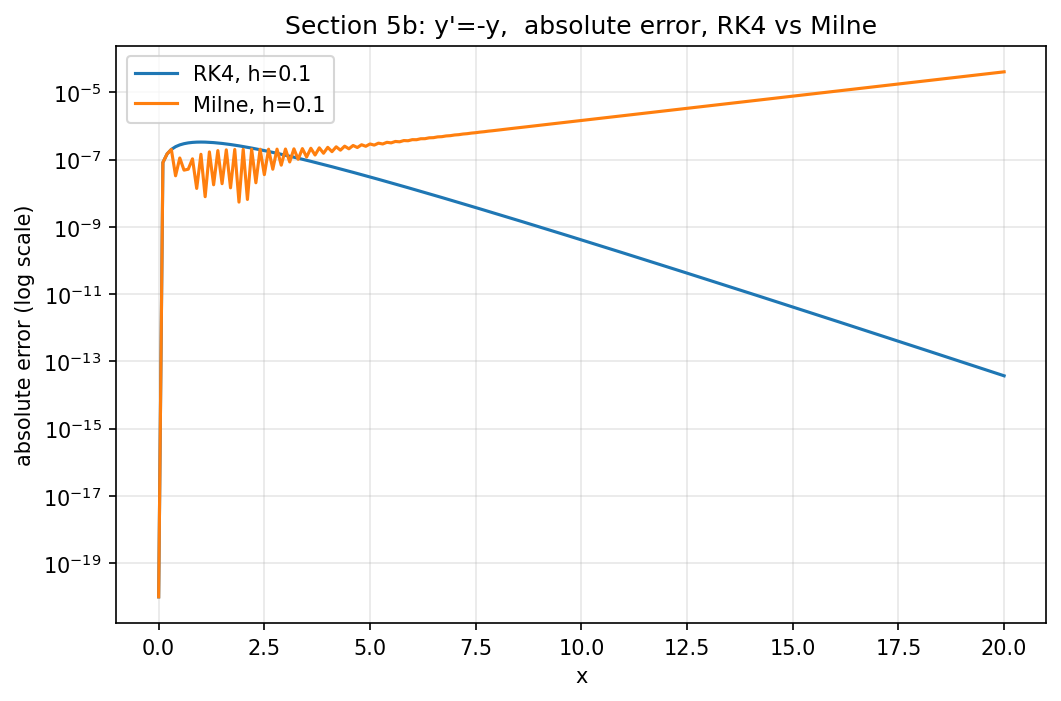 Section 5b: y'=-y,  absolute error, RK4 vs Milne
RK4, h=0.1
Milne, h=0.1
absolute error (log scale)
10⁻⁵
10⁻⁷
10⁻⁹
10⁻¹¹
10⁻¹³
10⁻¹⁵
10⁻¹⁷
10⁻¹⁹
0.0 2.5 5.0 7.5 10.0 12.5 15.0 17.5 20.0
x